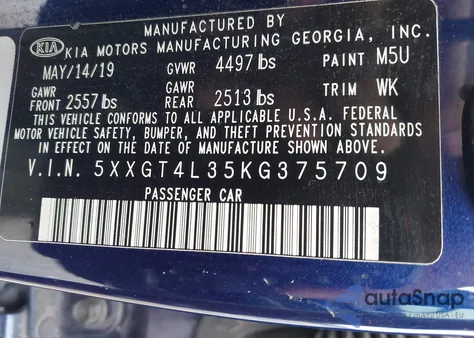 MANUFACTURED BY
KIA KIA MOTORS MANUFACTURING GEORGIA, INC.
MAY/14/19 GVWR 4497 lbs PAINT M5U
GAWR FRONT 2557 lbs GAWR REAR 2513 lbs TRIM WK
THIS VEHICLE CONFORMS TO ALL APPLICABLE U.S.A. FEDERAL
MOTOR VEHICLE SAFETY, BUMPER, AND THEFT PREVENTION STANDARDS
IN EFFECT ON THE DATE OF MANUFACTURE SHOWN ABOVE.
V.I.N. 5XXGT4L35KG375709
PASSENGER CAR
autoSnap